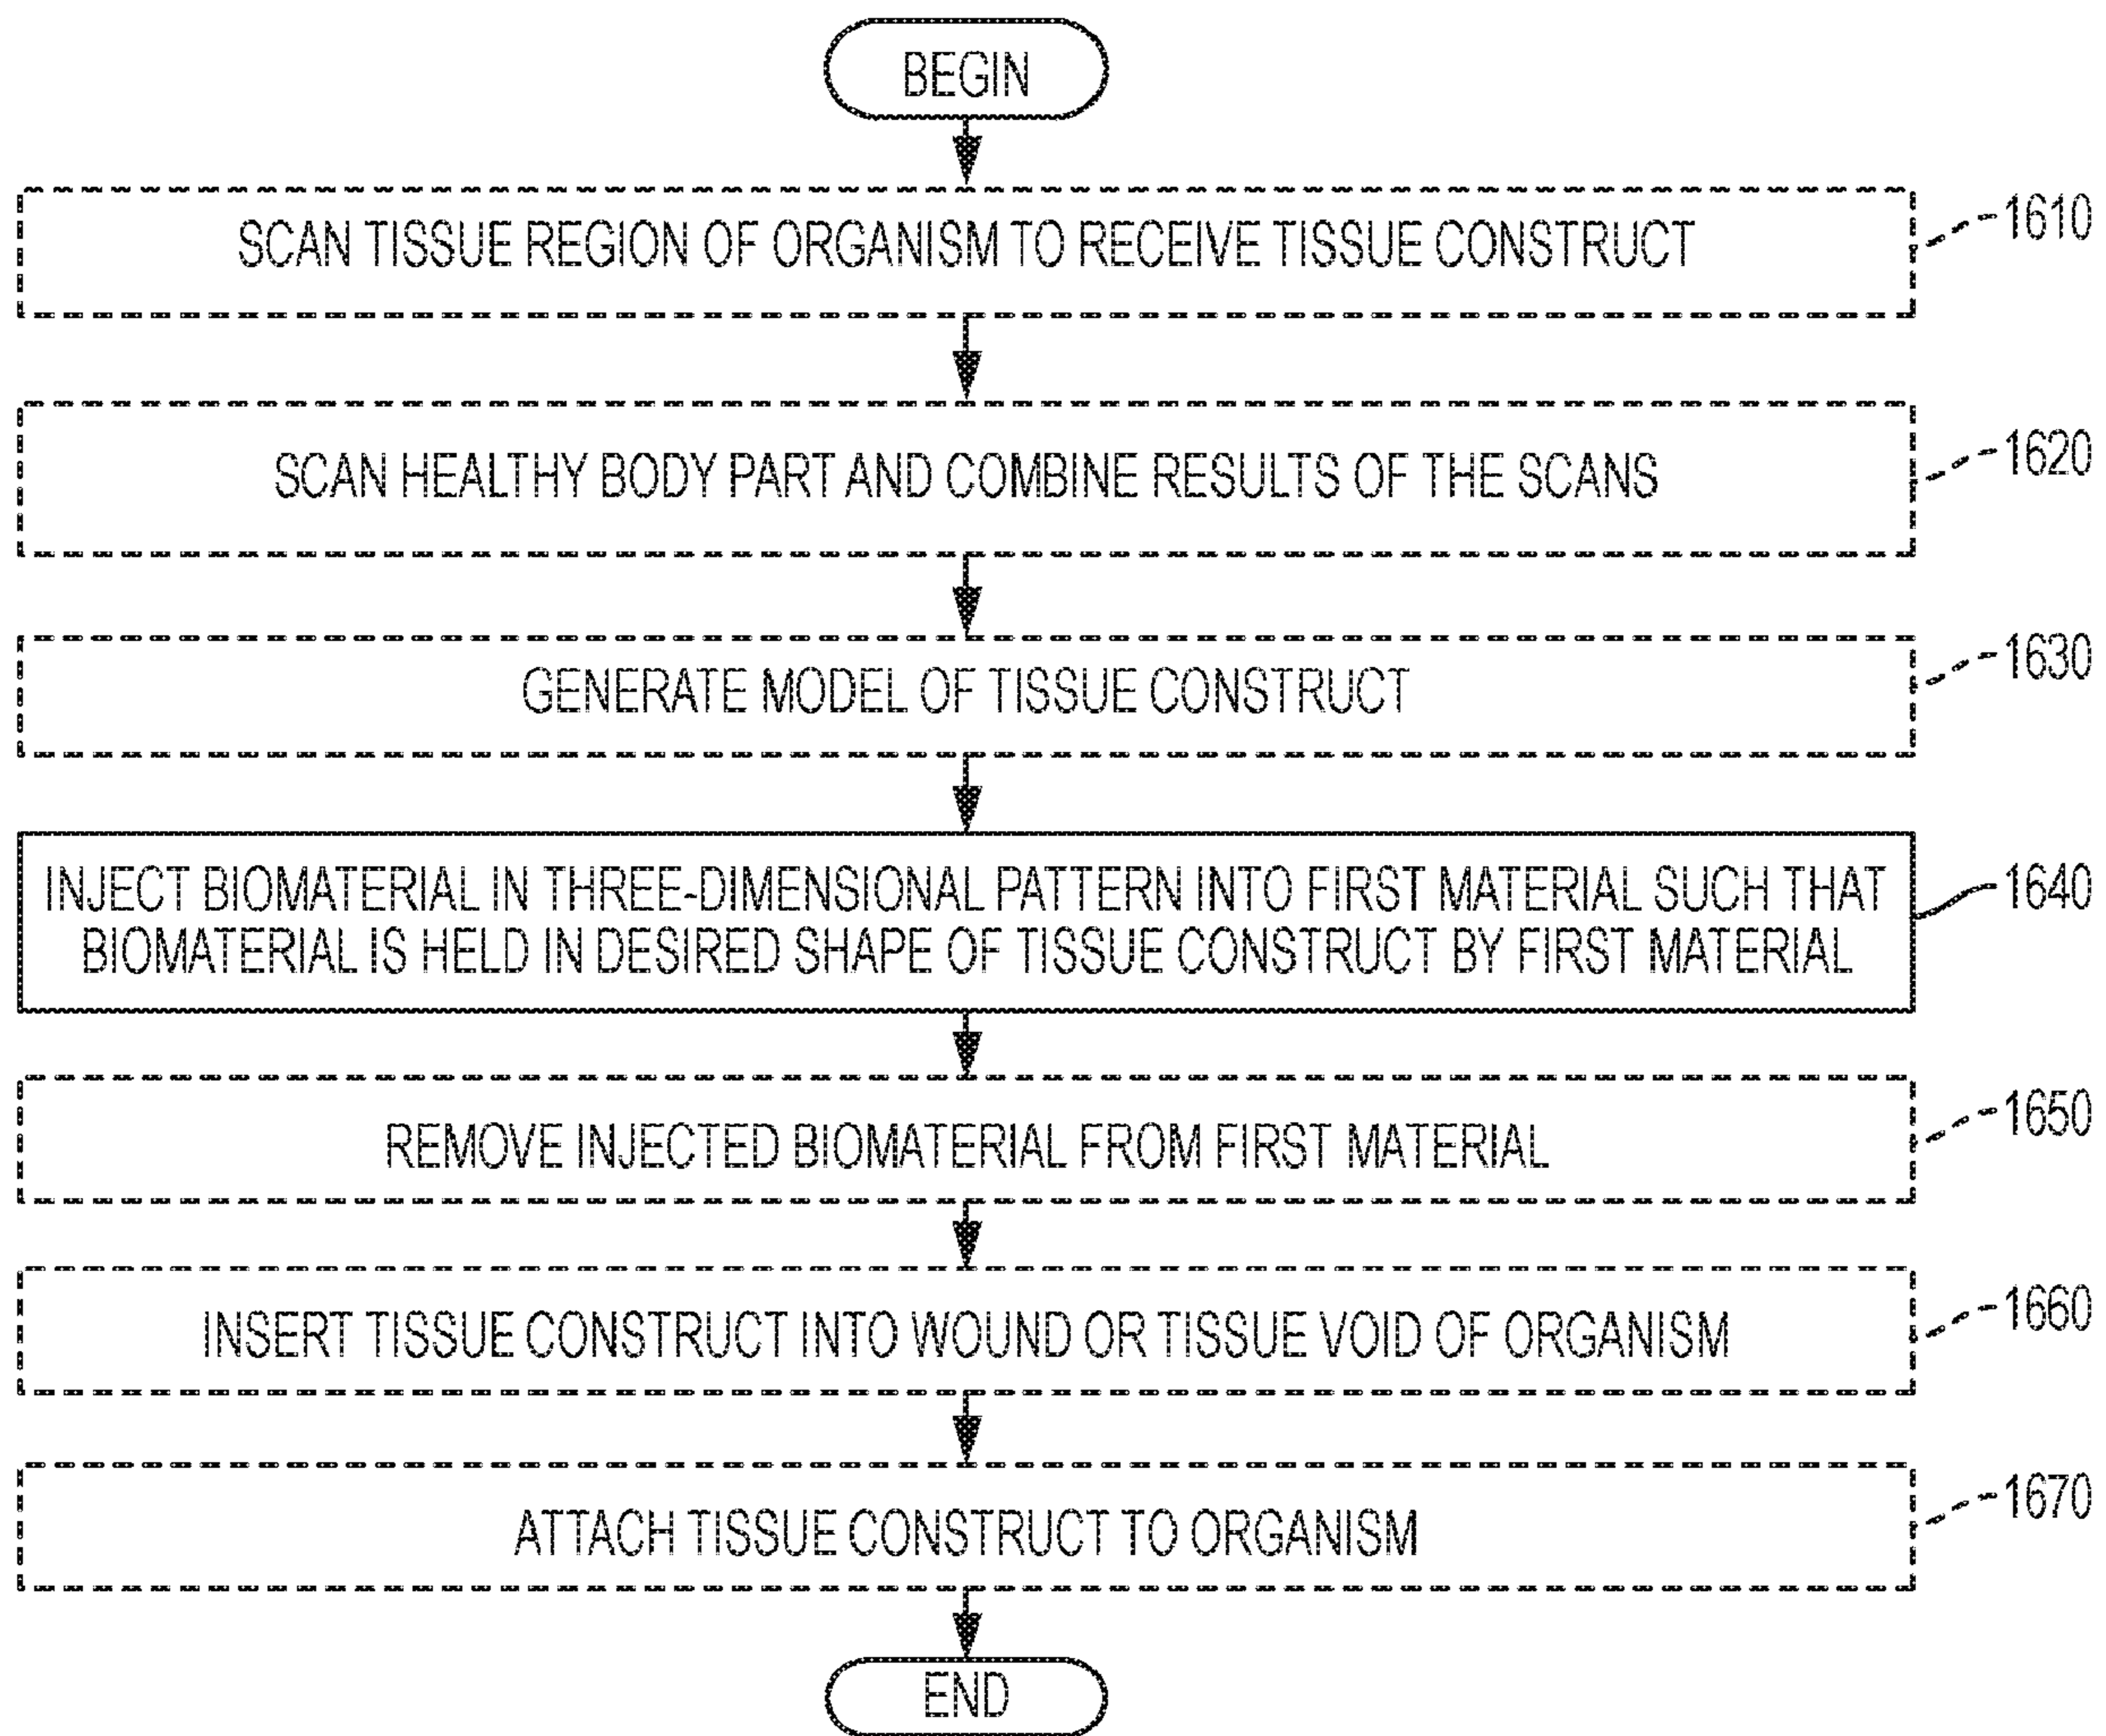 BEGIN
SCAN TISSUE REGION OF ORGANISM TO RECEIVE TISSUE CONSTRUCT
1610
SCAN HEALTHY BODY PART AND COMBINE RESULTS OF THE SCANS
1620
GENERATE MODEL OF TISSUE CONSTRUCT
1630
INJECT BIOMATERIAL IN THREE-DIMENSIONAL PATTERN INTO FIRST MATERIAL SUCH THAT
BIOMATERIAL IS HELD IN DESIRED SHAPE OF TISSUE CONSTRUCT BY FIRST MATERIAL
1640
REMOVE INJECTED BIOMATERIAL FROM FIRST MATERIAL
1650
INSERT TISSUE CONSTRUCT INTO WOUND OR TISSUE VOID OF ORGANISM
1660
ATTACH TISSUE CONSTRUCT TO ORGANISM
1670
END